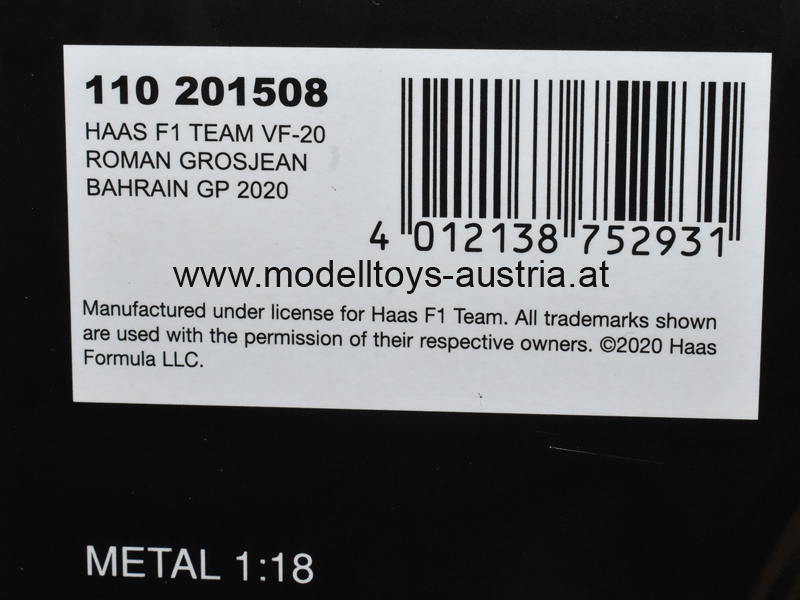 110 201508
HAAS F1 TEAM VF-20
ROMAN GROSJEAN
BAHRAIN GP 2020
4 012138 752931
www.modelltoys-austria.at
Manufactured under license for Haas F1 Team. All trademarks shown
are used with the permission of their respective owners. ©2020 Haas
Formula LLC.
METAL 1:18